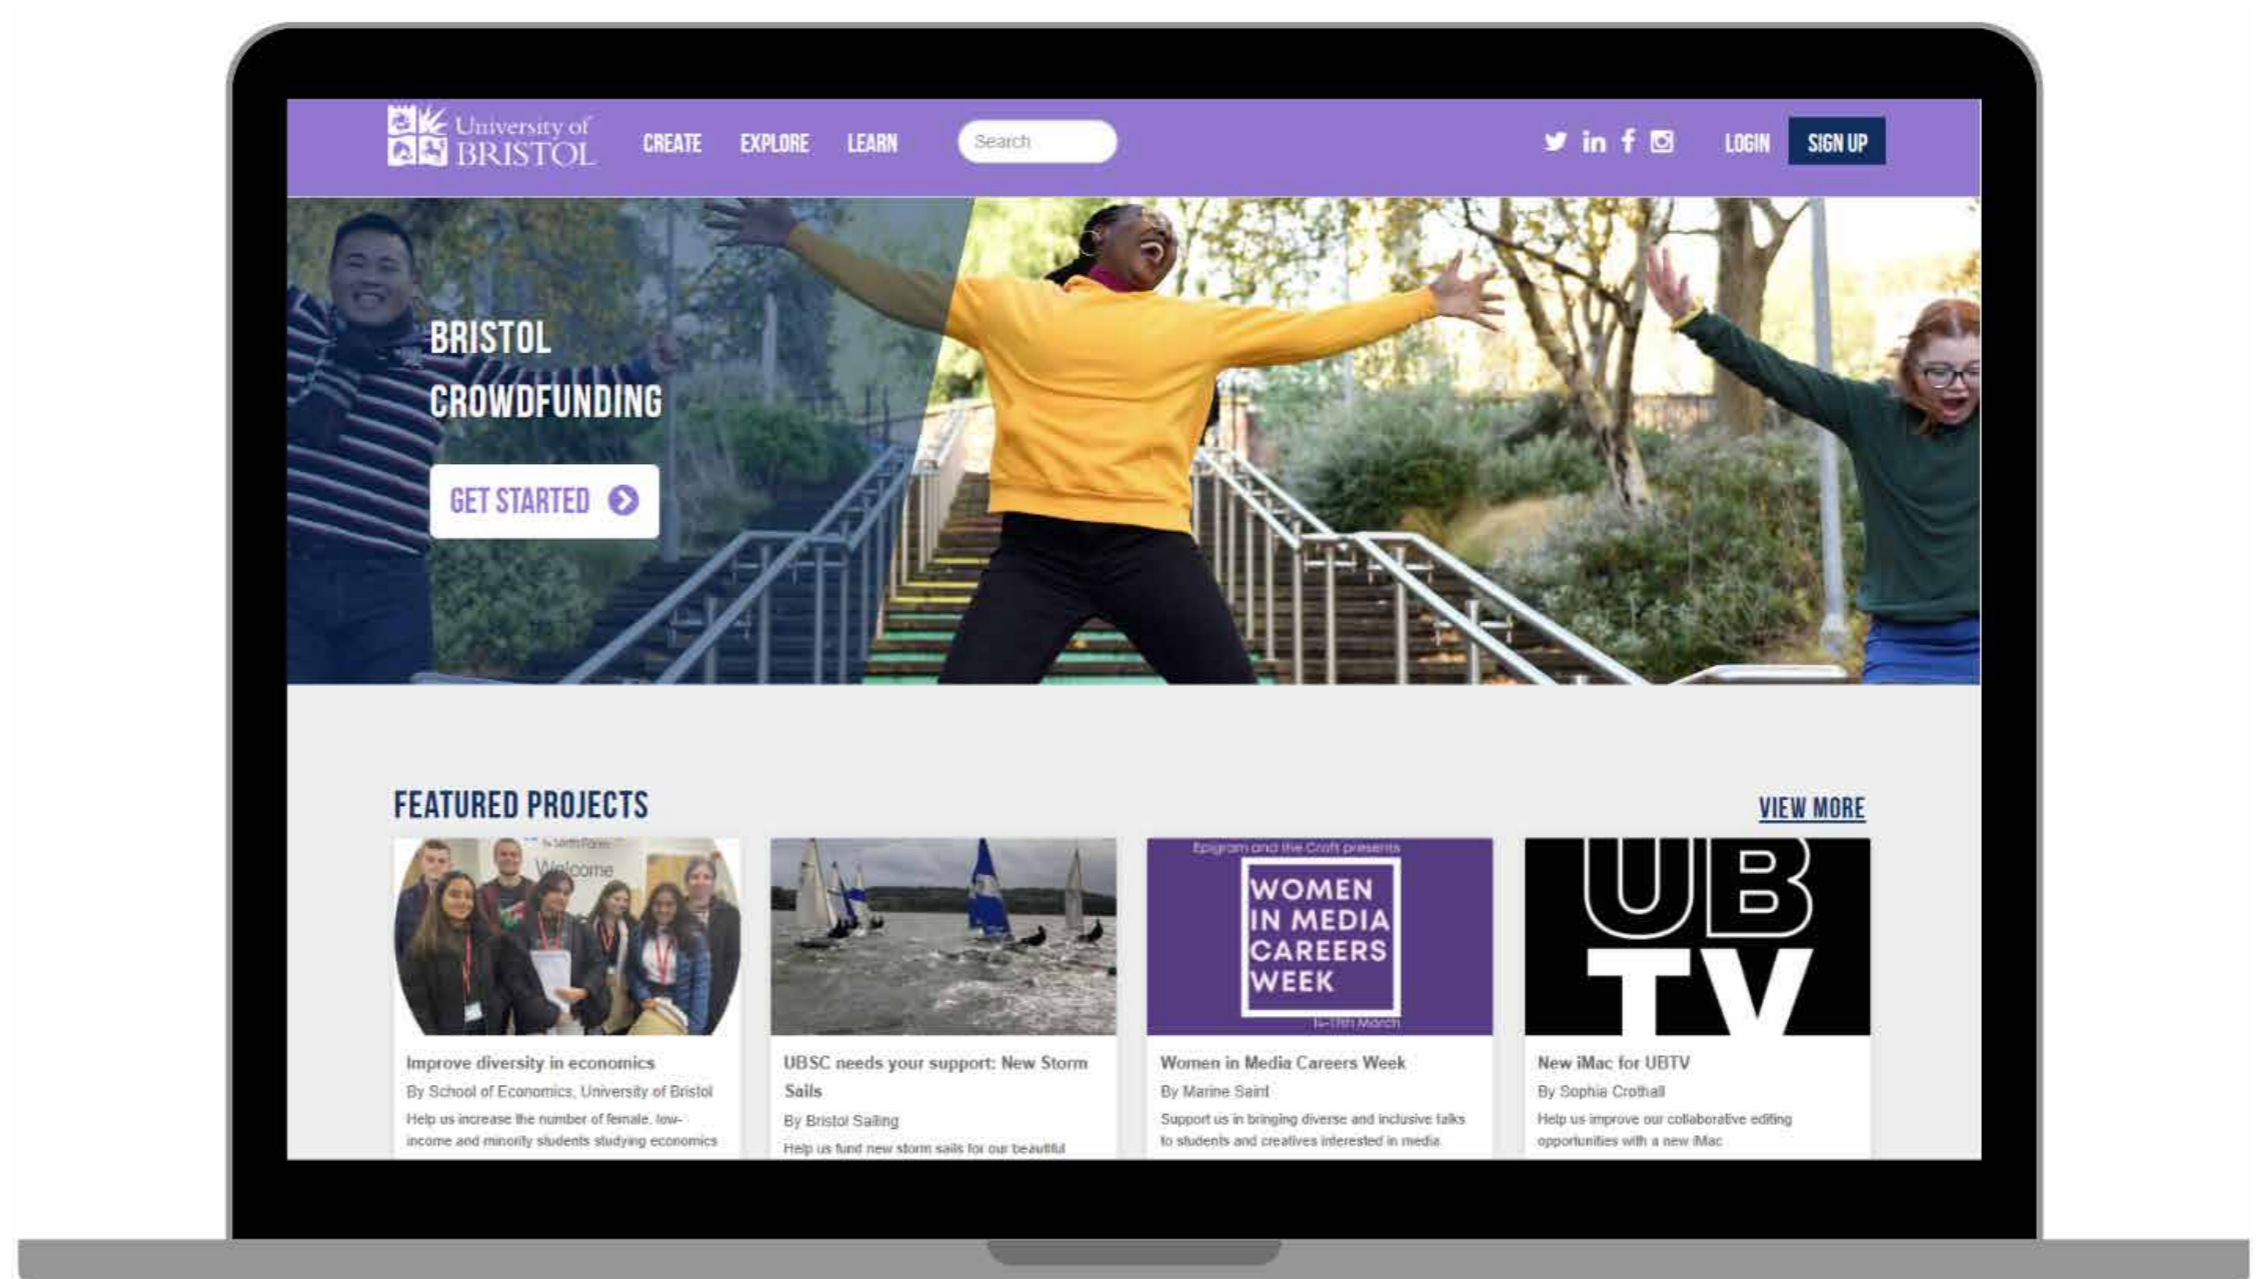 University of
BRISTOL
CREATE
EXPLORE
LEARN
Search
LOGIN
SIGN UP
BRISTOL
CROWDFUNDING
GET STARTED
FEATURED PROJECTS
VIEW MORE
Welcome
Improve diversity in economics
By School of Economics, University of Bristol
Help us increase the number of female, low-
income and minority students studying economics
UBSC needs your support: New Storm
Sails
By Bristol Sailing
Help us fund new storm sails for our beautiful
Epigram and the Croft presents
WOMEN
IN MEDIA
CAREERS
WEEK
14-17th March
Women in Media Careers Week
By Marine Saint
Support us in bringing diverse and inclusive talks
to students and creatives interested in media
UB
TV
New iMac for UBTV
By Sophia Crothall
Help us improve our collaborative editing
opportunities with a new iMac